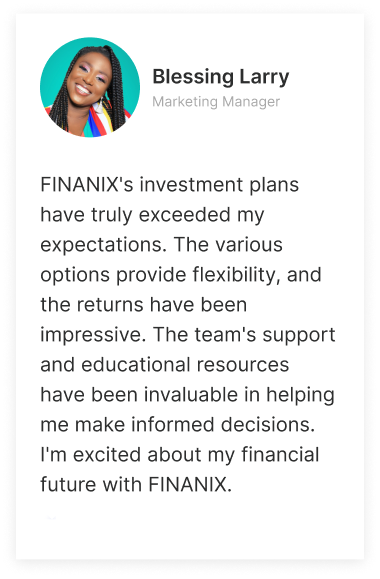 Blessing Larry
Marketing Manager
FINANIX's investment plans
have truly exceeded my
expectations. The various
options provide flexibility, and
the returns have been
impressive. The team's support
and educational resources
have been invaluable in helping
me make informed decisions.
I'm excited about my financial
future with FINANIX.